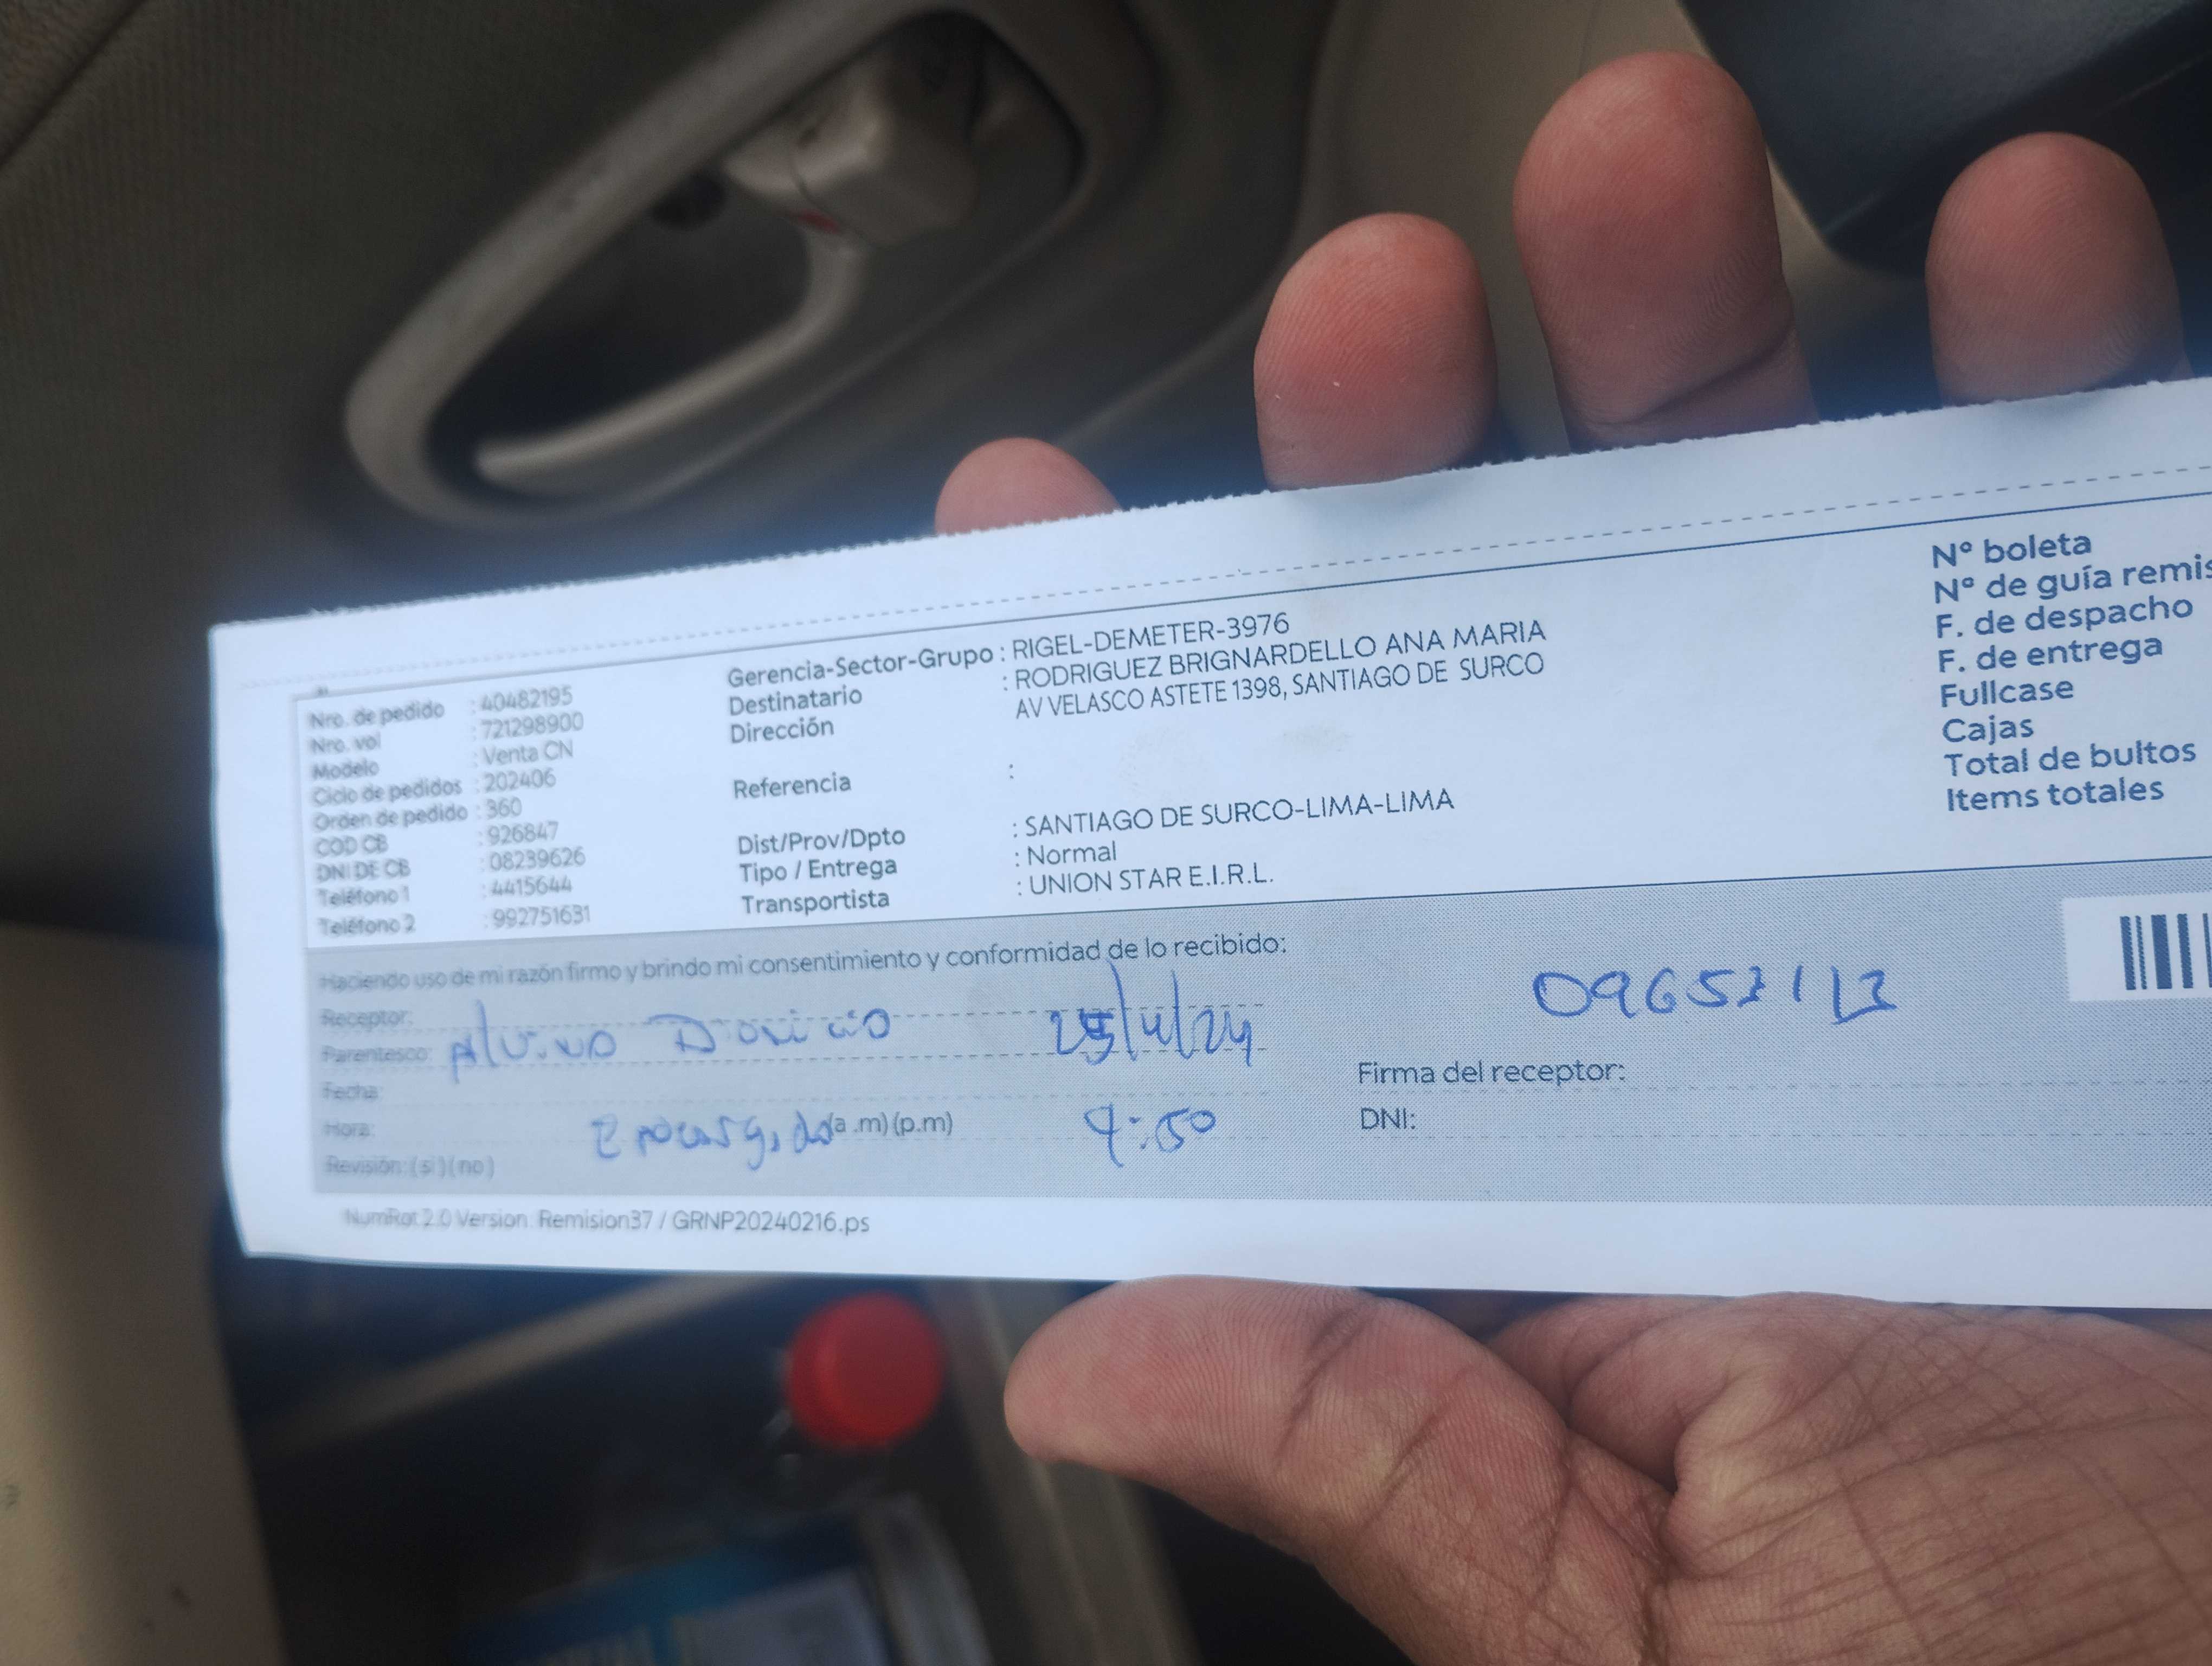 Nro. de pedido : 40482195
Nro. vol : 721298900
Modelo : Venta CN
Ciclo de pedidos : 202406
Orden de pedido : 360
COD CB : 926847
DNI DE CB : 08239626
Teléfono 1 : 4415644
Teléfono 2 : 992751631
Gerencia-Sector-Grupo : RIGEL-DEMETER-3976
Destinatario : RODRIGUEZ BRIGNARDELLO ANA MARIA
Dirección AV VELASCO ASTETE 1398, SANTIAGO DE SURCO
Referencia :
Dist/Prov/Dpto : SANTIAGO DE SURCO-LIMA-LIMA
Tipo / Entrega : Normal
Transportista : UNION STAR E.I.R.L.
Nº boleta
Nº de guía remis
F. de despacho
F. de entrega
Fullcase
Cajas
Total de bultos
Items totales
Haciendo uso de mi razón firmo y brindo mi consentimiento y conformidad de lo recibido:
Receptor:
Parentesco:
Fecha:
Hora: (a .m) (p.m)
Revisión: (si) (no)
Encargado 9:50
Firma del receptor:
DNI:
NumRot 2.0 Version: Remision37 / GRNP20240216.ps